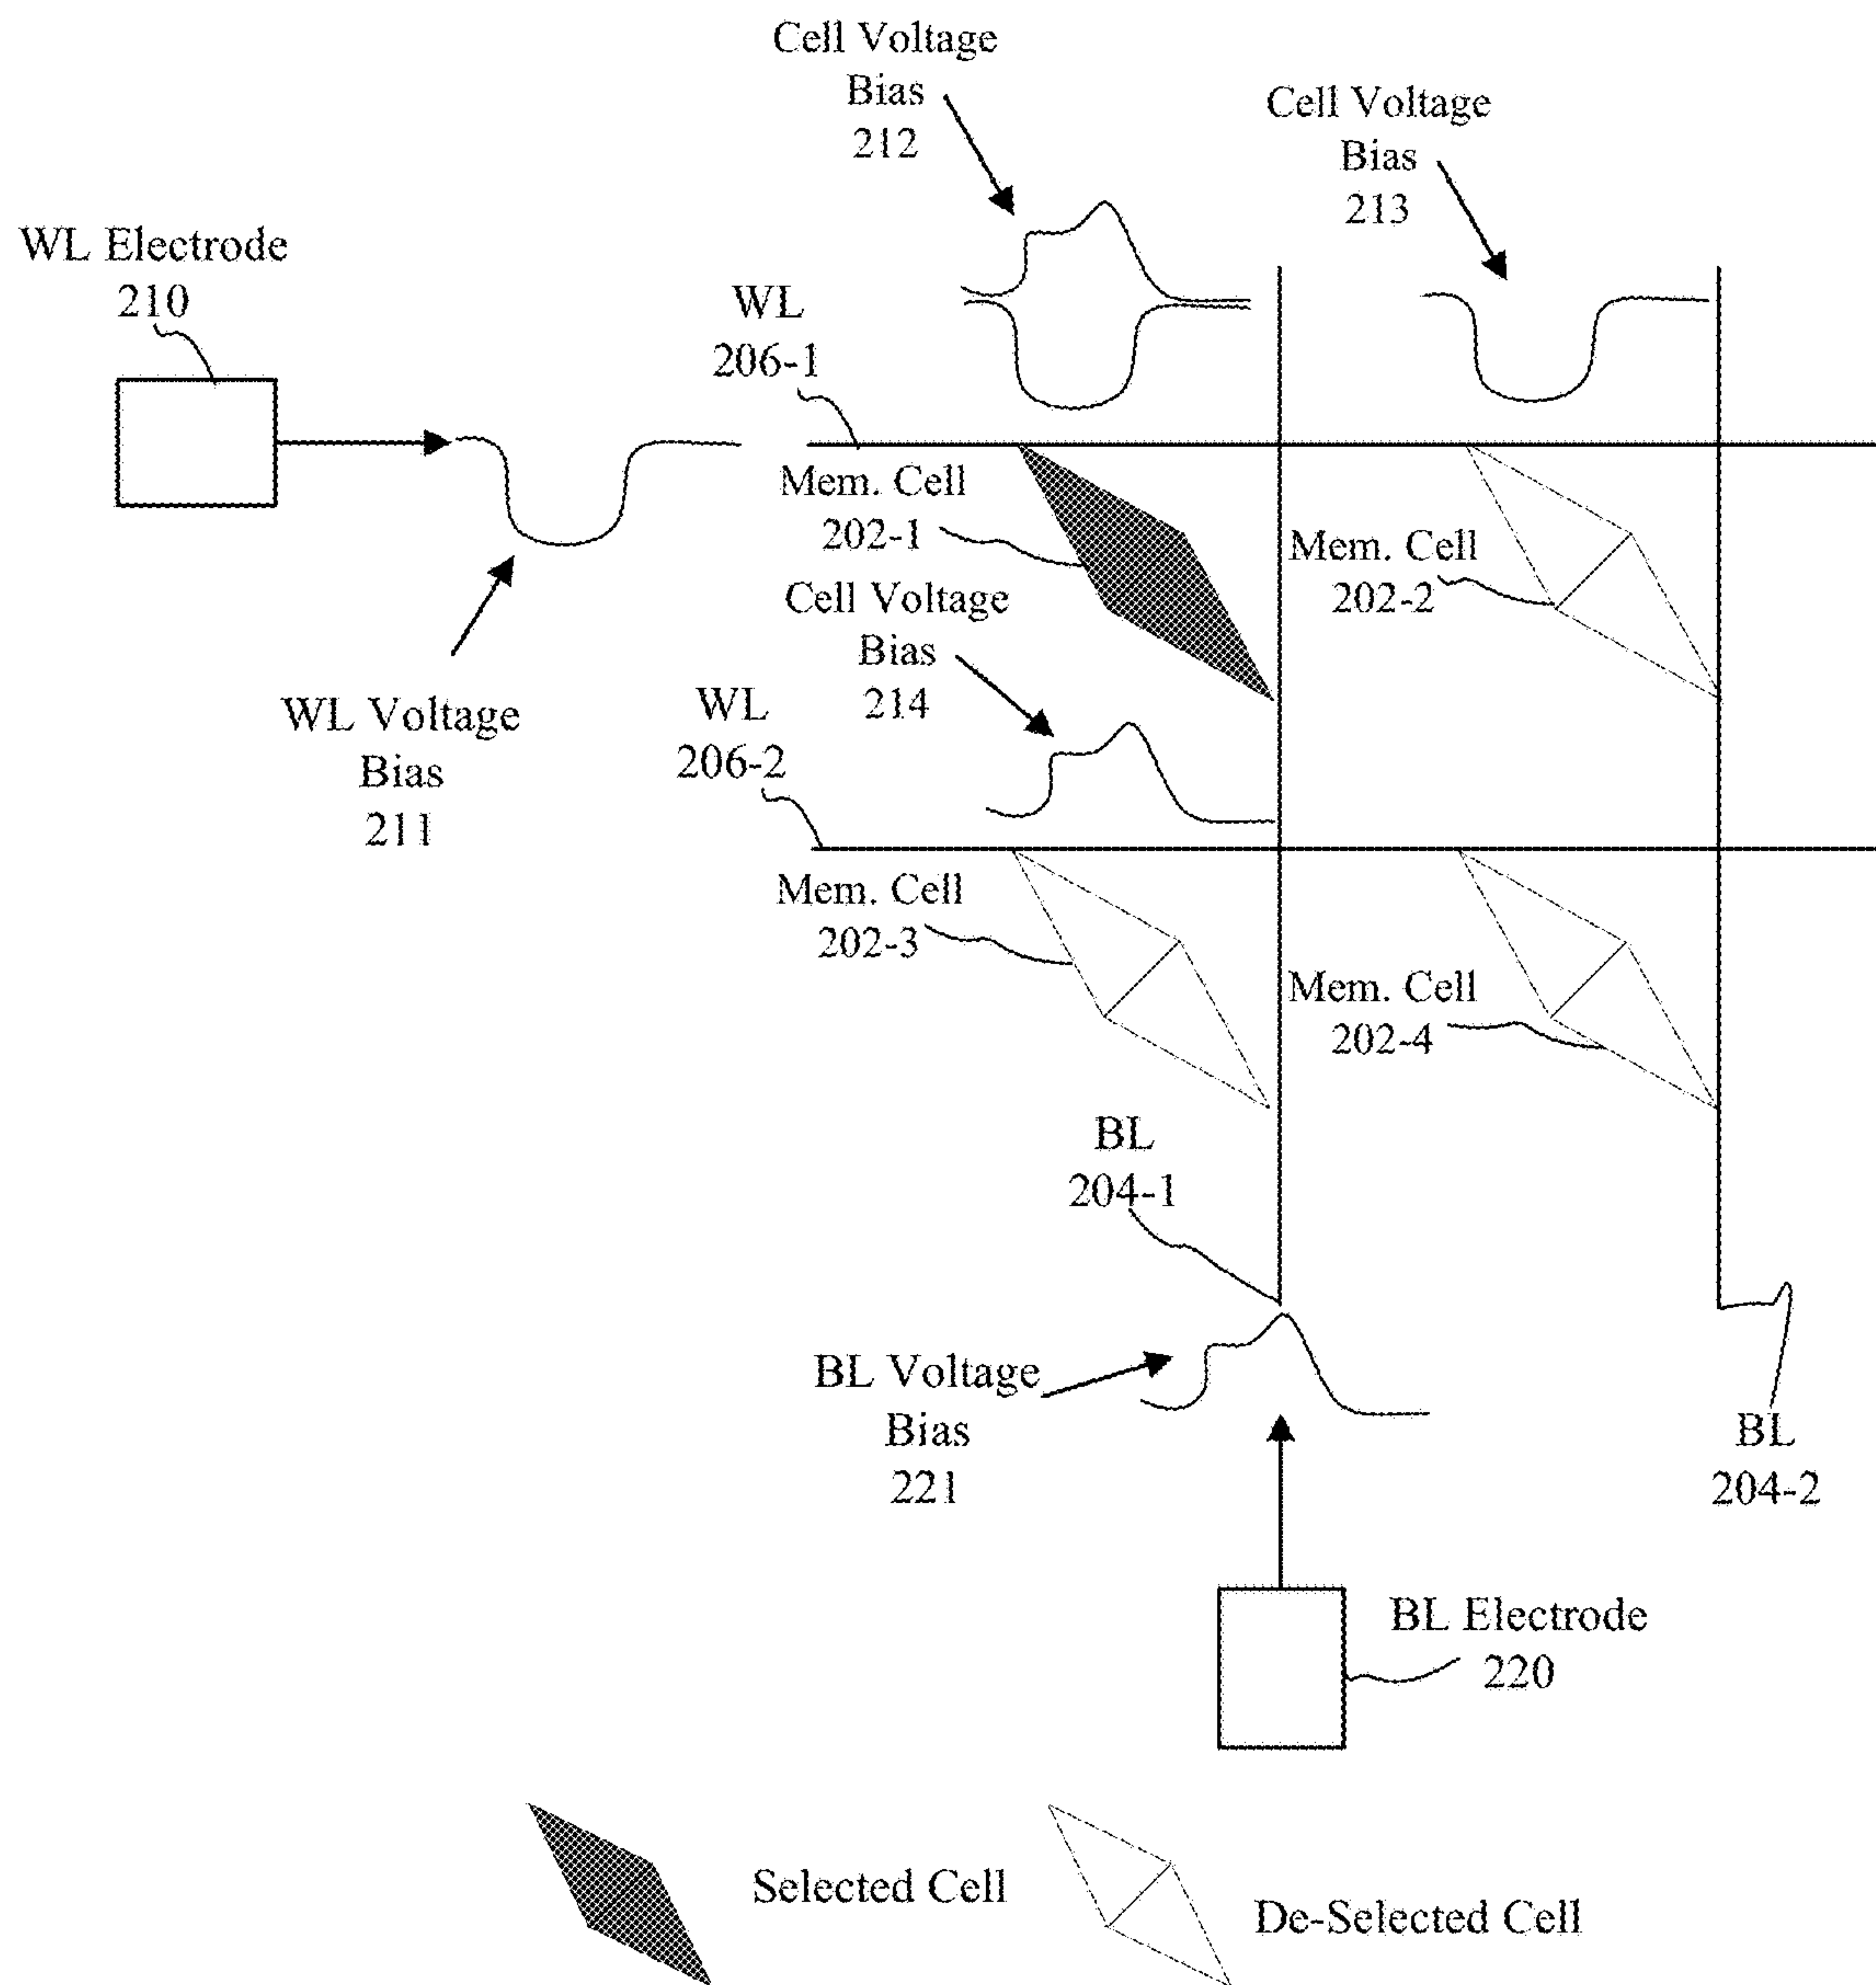 Cell Voltage
Bias
212
Cell Voltage
Bias
213
WL Electrode
210
WL
206-1
Mem. Cell
202-1
Mem. Cell
202-2
Cell Voltage
Bias
214
WL Voltage
Bias
211
WL
206-2
Mem. Cell
202-3
Mem. Cell
202-4
BL
204-1
BL Voltage
Bias
221
BL
204-2
BL Electrode
220
Selected Cell
De-Selected Cell